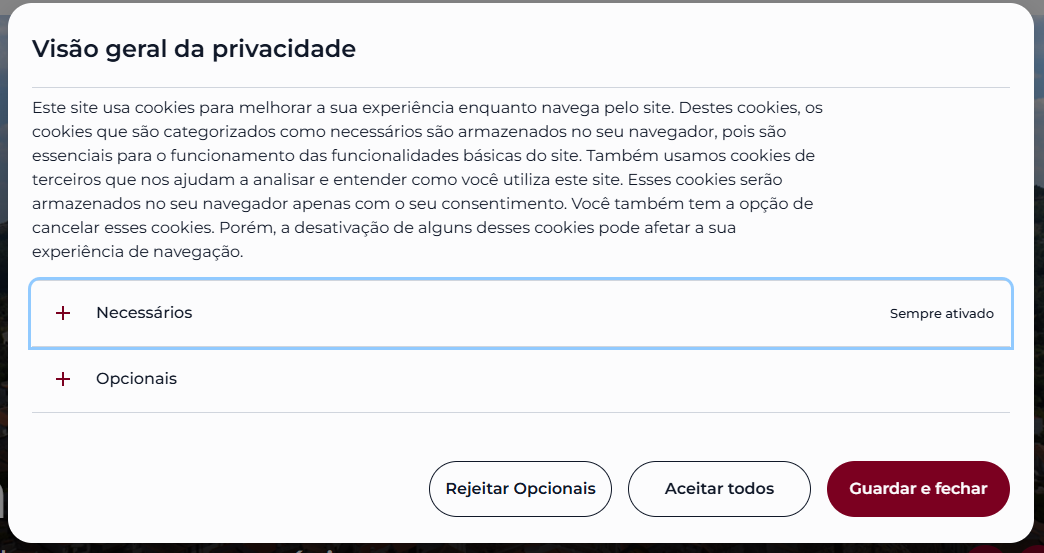 Visão geral da privacidade
Este site usa cookies para melhorar a sua experiência enquanto navega pelo site. Destes cookies, os
cookies que são categorizados como necessários são armazenados no seu navegador, pois são
essenciais para o funcionamento das funcionalidades básicas do site. Também usamos cookies de
terceiros que nos ajudam a analisar e entender como você utiliza este site. Esses cookies serão
armazenados no seu navegador apenas com o seu consentimento. Você também tem a opção de
cancelar esses cookies. Porém, a desativação de alguns desses cookies pode afetar a sua
experiência de navegação.
Necessários Sempre ativado
Opcionais
Rejeitar Opcionais Aceitar todos Guardar e fechar